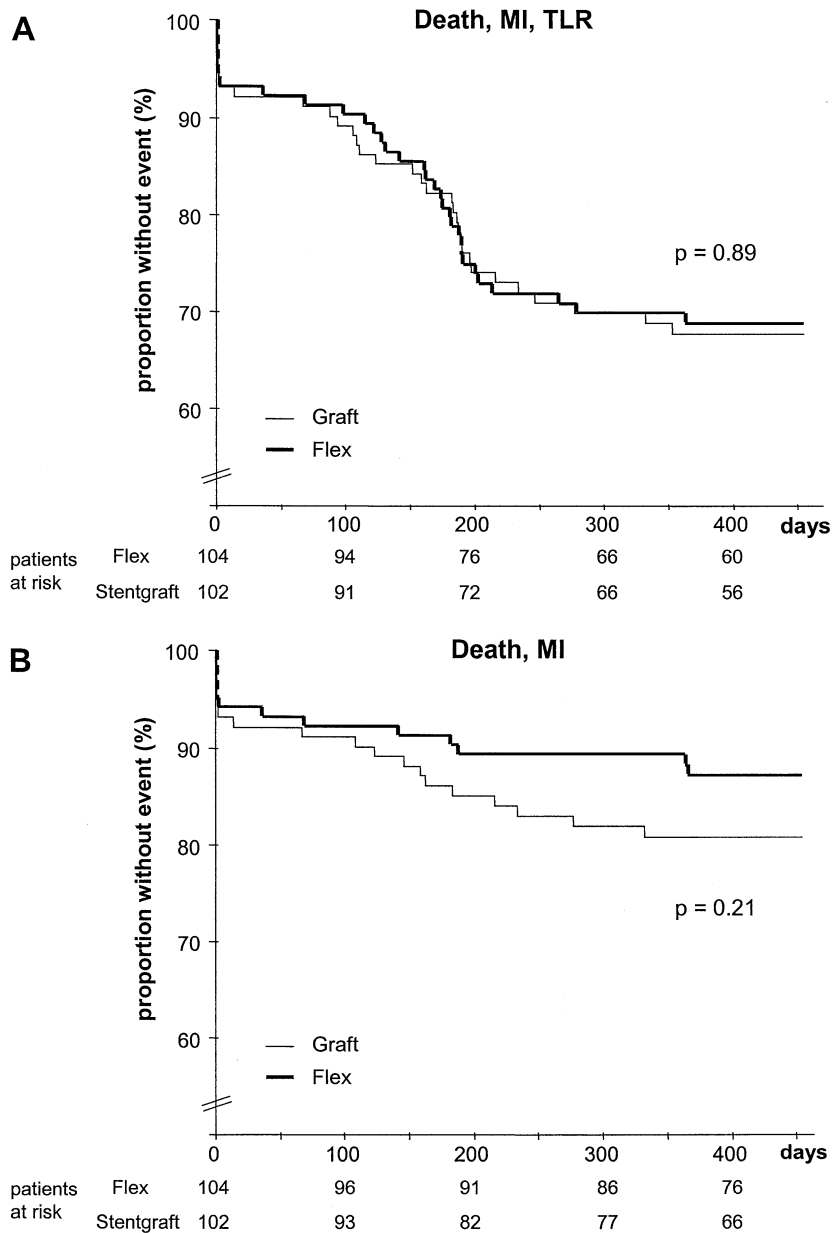 A
Death, MI, TLR
proportion without event (%)
100
90
80
70
60
p = 0.89
Graft
Flex
0 100 200 300 400 days
patients at risk
Flex 104 94 76 66 60
Stentgraft 102 91 72 66 56
B
Death, MI
proportion without event (%)
100
90
80
70
60
p = 0.21
Graft
Flex
0 100 200 300 400 days
patients at risk
Flex 104 96 91 86 76
Stentgraft 102 93 82 77 66